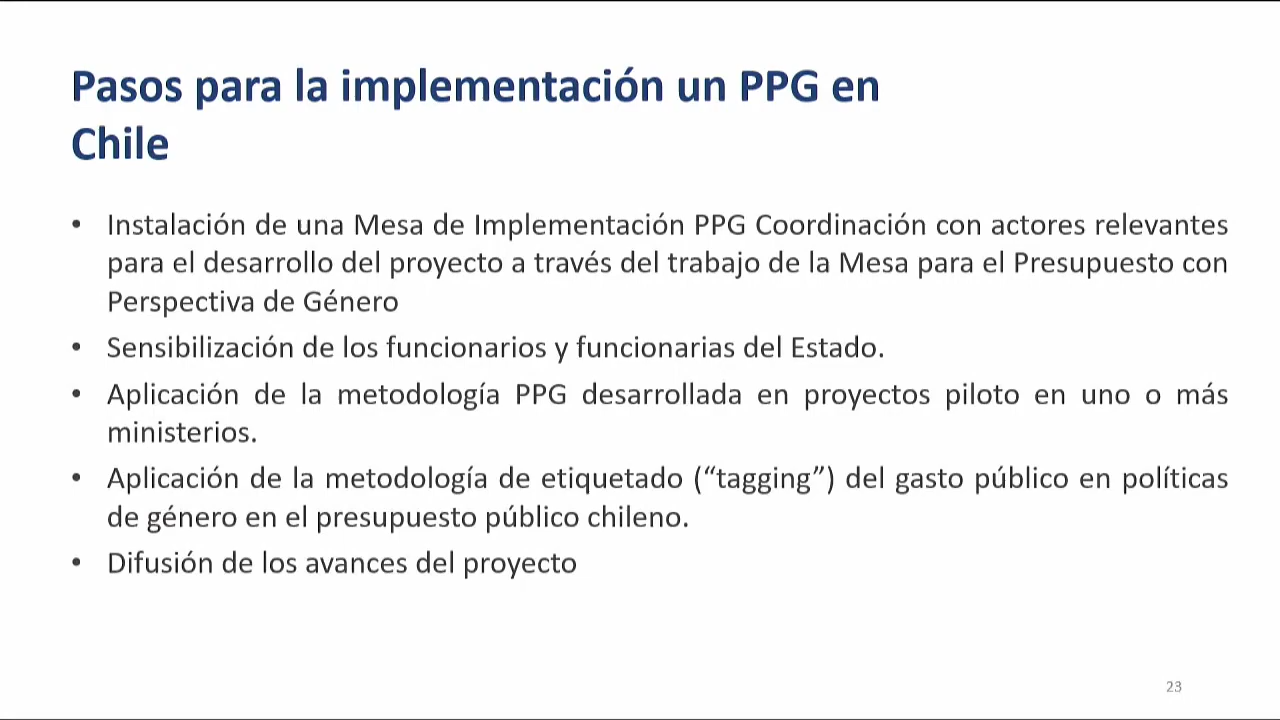 Pasos para la implementación un PPG en
Chile
• Instalación de una Mesa de Implementación PPG Coordinación con actores relevantes
para el desarrollo del proyecto a través del trabajo de la Mesa para el Presupuesto con
Perspectiva de Género
• Sensibilización de los funcionarios y funcionarias del Estado.
• Aplicación de la metodología PPG desarrollada en proyectos piloto en uno o más
ministerios.
• Aplicación de la metodología de etiquetado (“tagging”) del gasto público en políticas
de género en el presupuesto público chileno.
• Difusión de los avances del proyecto
23